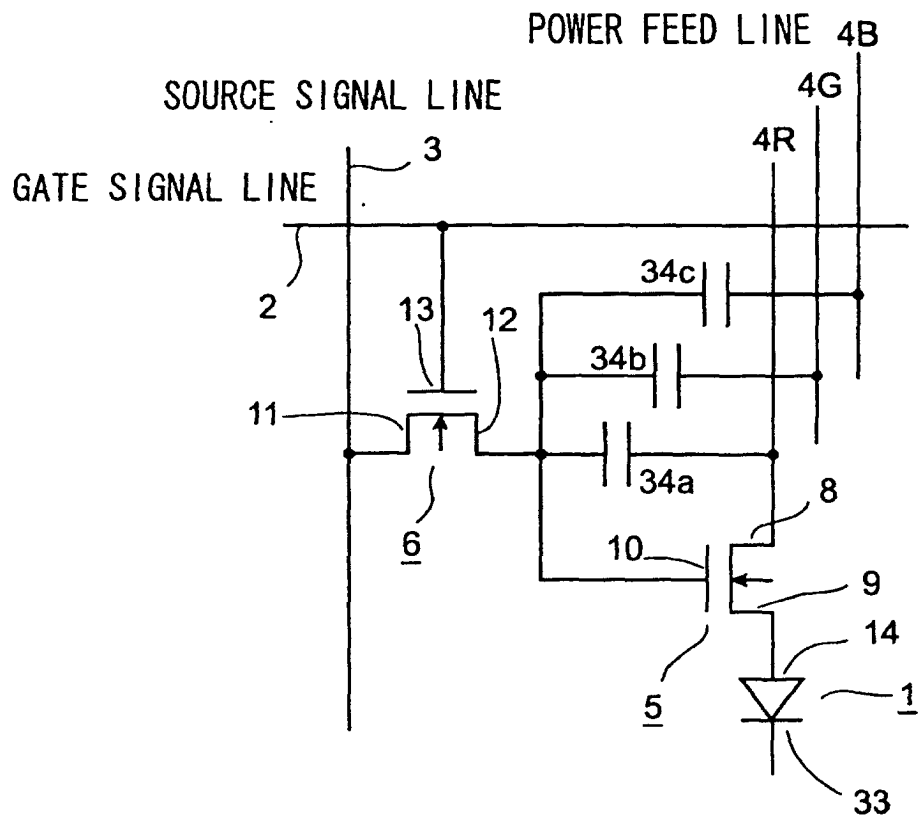 POWER FEED LINE 4B
SOURCE SIGNAL LINE
4G
3
4R
GATE SIGNAL LINE
2
34c
13
12
34b
11
34a
6
8
10
9
14
5
1
33